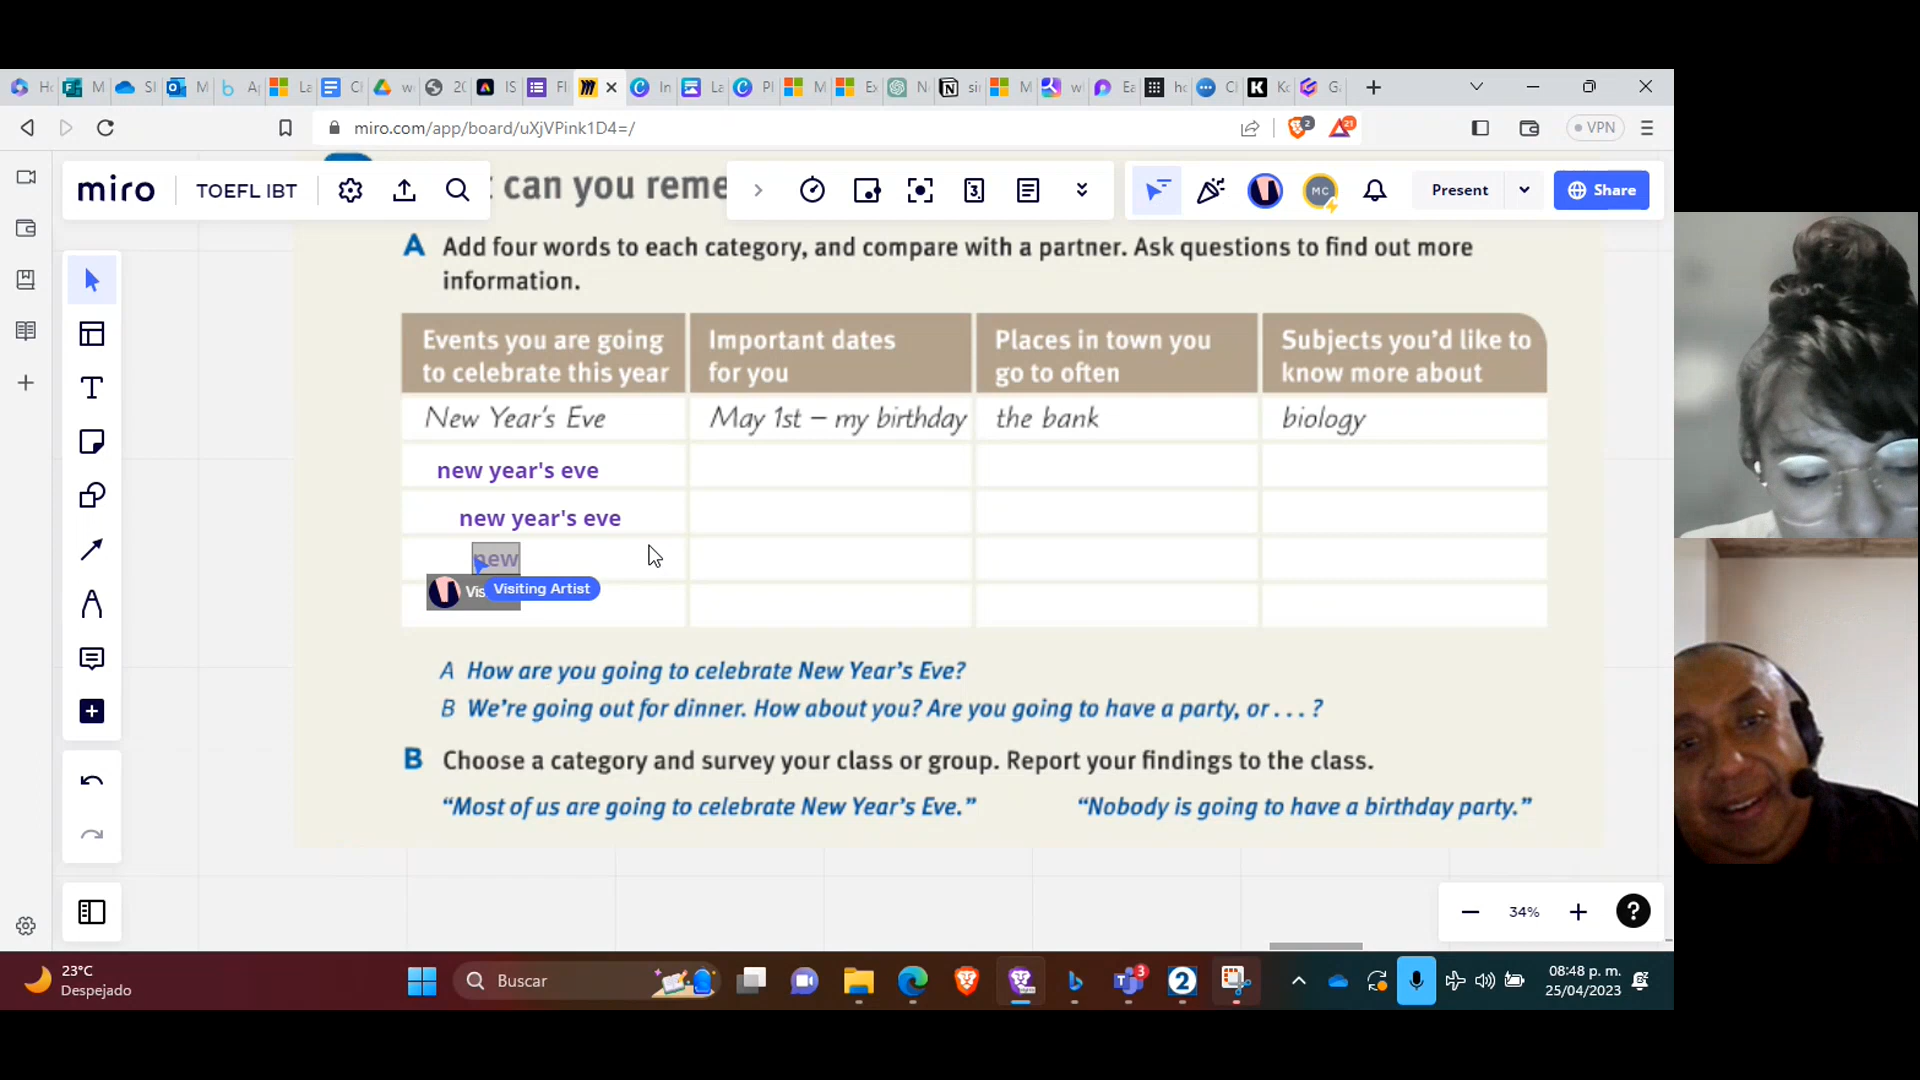 miro.com/app/board/uXjVPink1D4=/
2
21
VPN
miro
TOEFL IBT
can you reme
3
MC
Present
Share
A Add four words to each category, and compare with a partner. Ask questions to find out more
information.
Events you are going
to celebrate this year
Important dates
for you
Places in town you
go to often
Subjects you'd like to
know more about
New Year's Eve
May 1st – my birthday
the bank
biology
new year's eve
new year's eve
new
Visiting Artist
A How are you going to celebrate New Year's Eve?
B We're going out for dinner. How about you? Are you going to have a party, or . . . ?
B Choose a category and survey your class or group. Report your findings to the class.
“Most of us are going to celebrate New Year's Eve.”
“Nobody is going to have a birthday party.”
34%
23°C
Despejado
Buscar
3
2
08:48 p. m.
25/04/2023